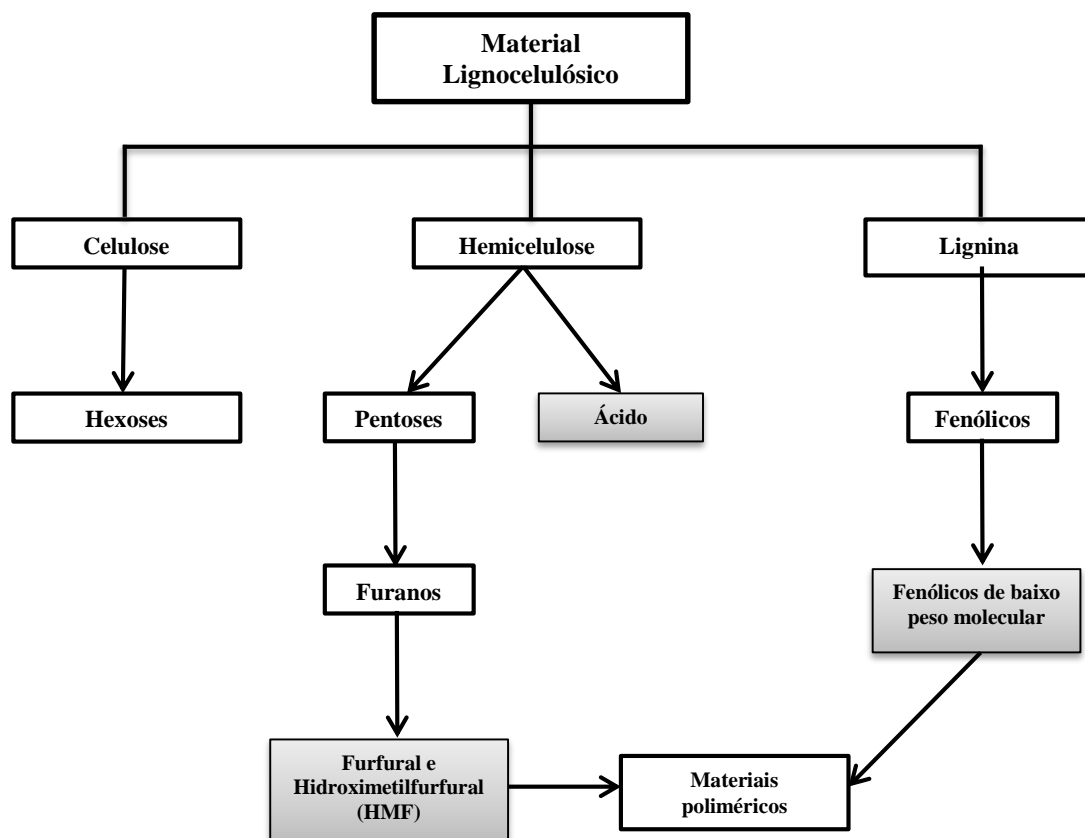 Material
Lignocelulósico
Celulose
Hemicelulose
Lignina
Hexoses
Pentoses
Ácido
Fenólicos
Furanos
Fenólicos de baixo
peso molecular
Furfural e
Hidroximetilfurfural
(HMF)
Materiais
poliméricos